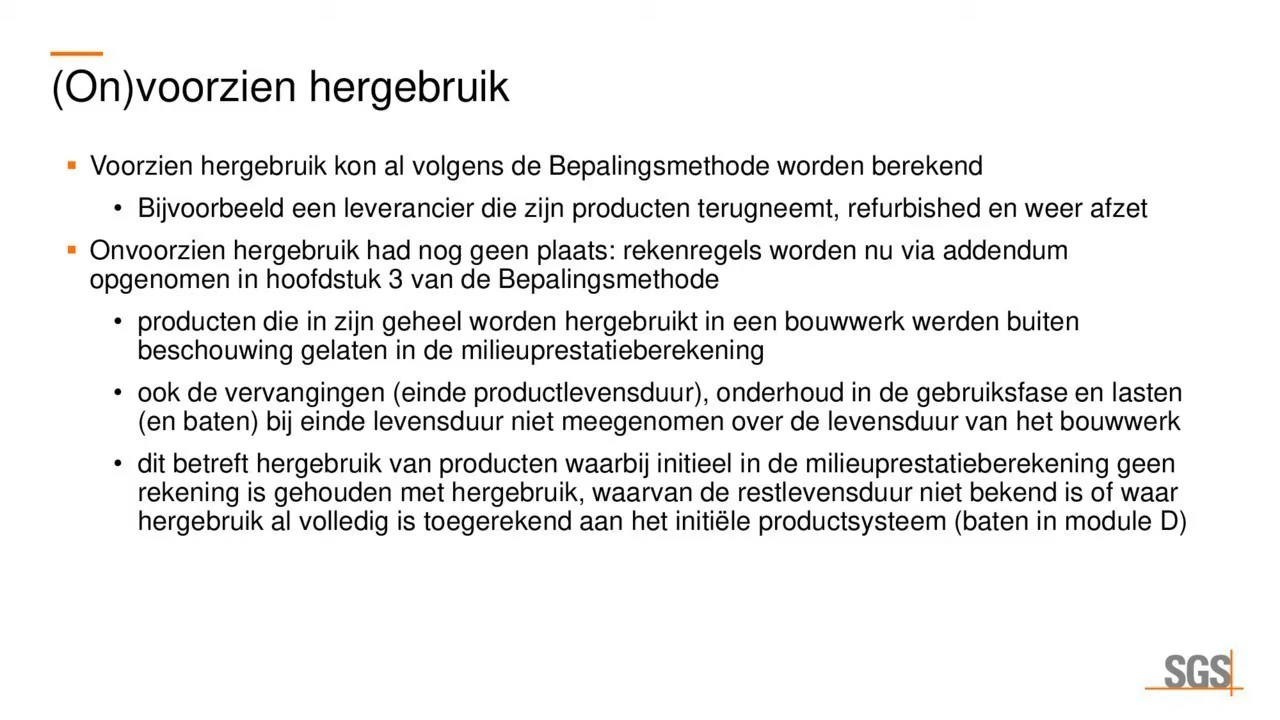 (On)voorzien hergebruik
▪ Voorzien hergebruik kon al volgens de Bepalingsmethode worden berekend
• Bijvoorbeeld een leverancier die zijn producten terugneemt, refurbished en weer afzet
▪ Onvoorzien hergebruik had nog geen plaats: rekenregels worden nu via addendum
opgenomen in hoofdstuk 3 van de Bepalingsmethode
• producten die in zijn geheel worden hergebruikt in een bouwwerk werden buiten
beschouwing gelaten in de milieuprestatieberekening
• ook de vervangingen (einde productlevensduur), onderhoud in de gebruiksfase en lasten
(en baten) bij einde levensduur niet meegenomen over de levensduur van het bouwwerk
• dit betreft hergebruik van producten waarbij initieel in de milieuprestatieberekening geen
rekening is gehouden met hergebruik, waarvan de restlevensduur niet bekend is of waar
hergebruik al volledig is toegerekend aan het initiële productsysteem (baten in module D)
SGS